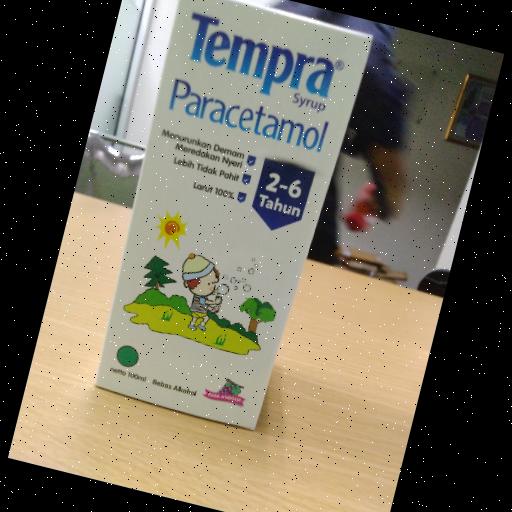 Tempra®
Syrup
Paracetamol
Menurunkan Demam
Meredakan Nyeri
Lebih Tidak Pahit
Larut 100%
2-6
Tahun
netto 100ml
Bebas Alkohol